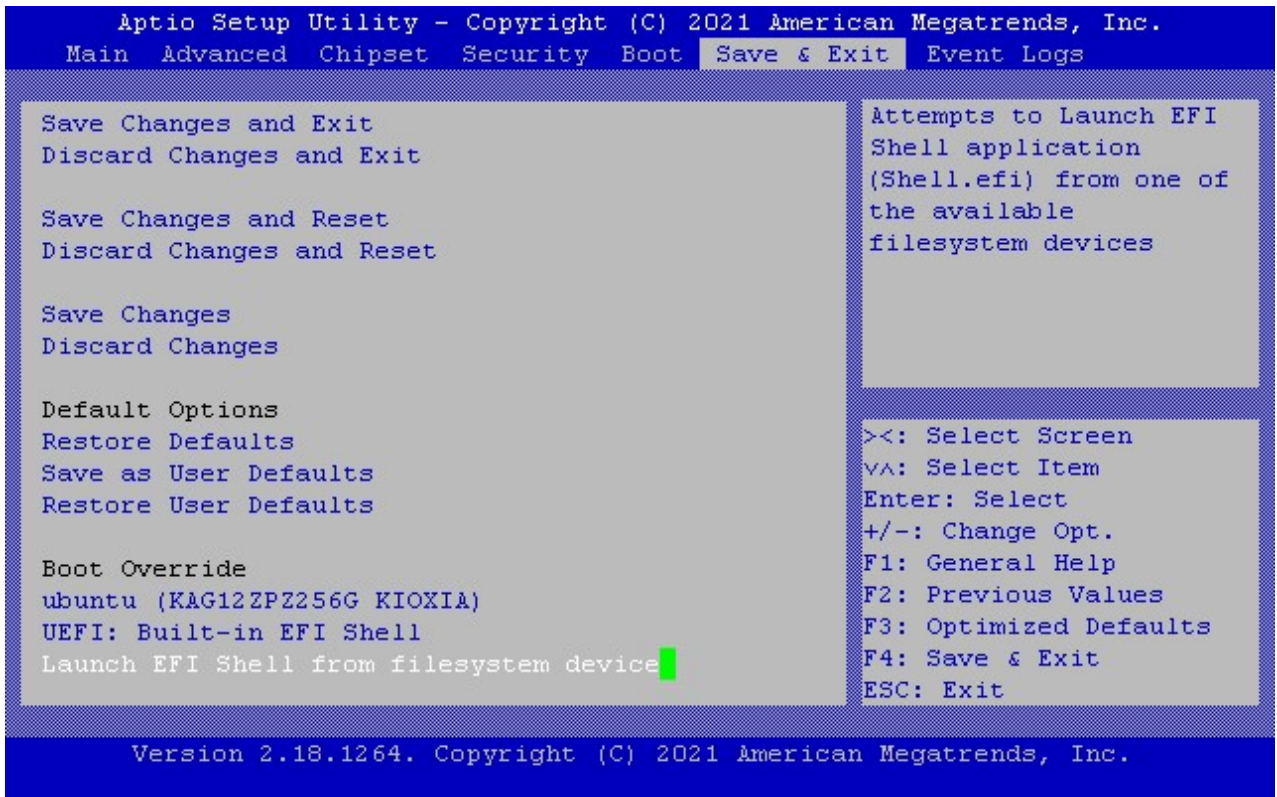 Aptio Setup Utility - Copyright (C) 2021 American Megatrends, Inc.
Main Advanced Chipset Security Boot Save & Exit Event Logs
Save Changes and Exit
Discard Changes and Exit
Save Changes and Reset
Discard Changes and Reset
Save Changes
Discard Changes
Default Options
Restore Defaults
Save as User Defaults
Restore User Defaults
Boot Override
ubuntu (KAG12ZPZ256G KIOXIA)
UEFI: Built-in EFI Shell
Launch EFI Shell from filesystem device
Attempts to Launch EFI
Shell application
(Shell.efi) from one of
the available
filesystem devices
><: Select Screen
v^: Select Item
Enter: Select
+/-: Change Opt.
F1: General Help
F2: Previous Values
F3: Optimized Defaults
F4: Save & Exit
ESC: Exit
Version 2.18.1264. Copyright (C) 2021 American Megatrends, Inc.